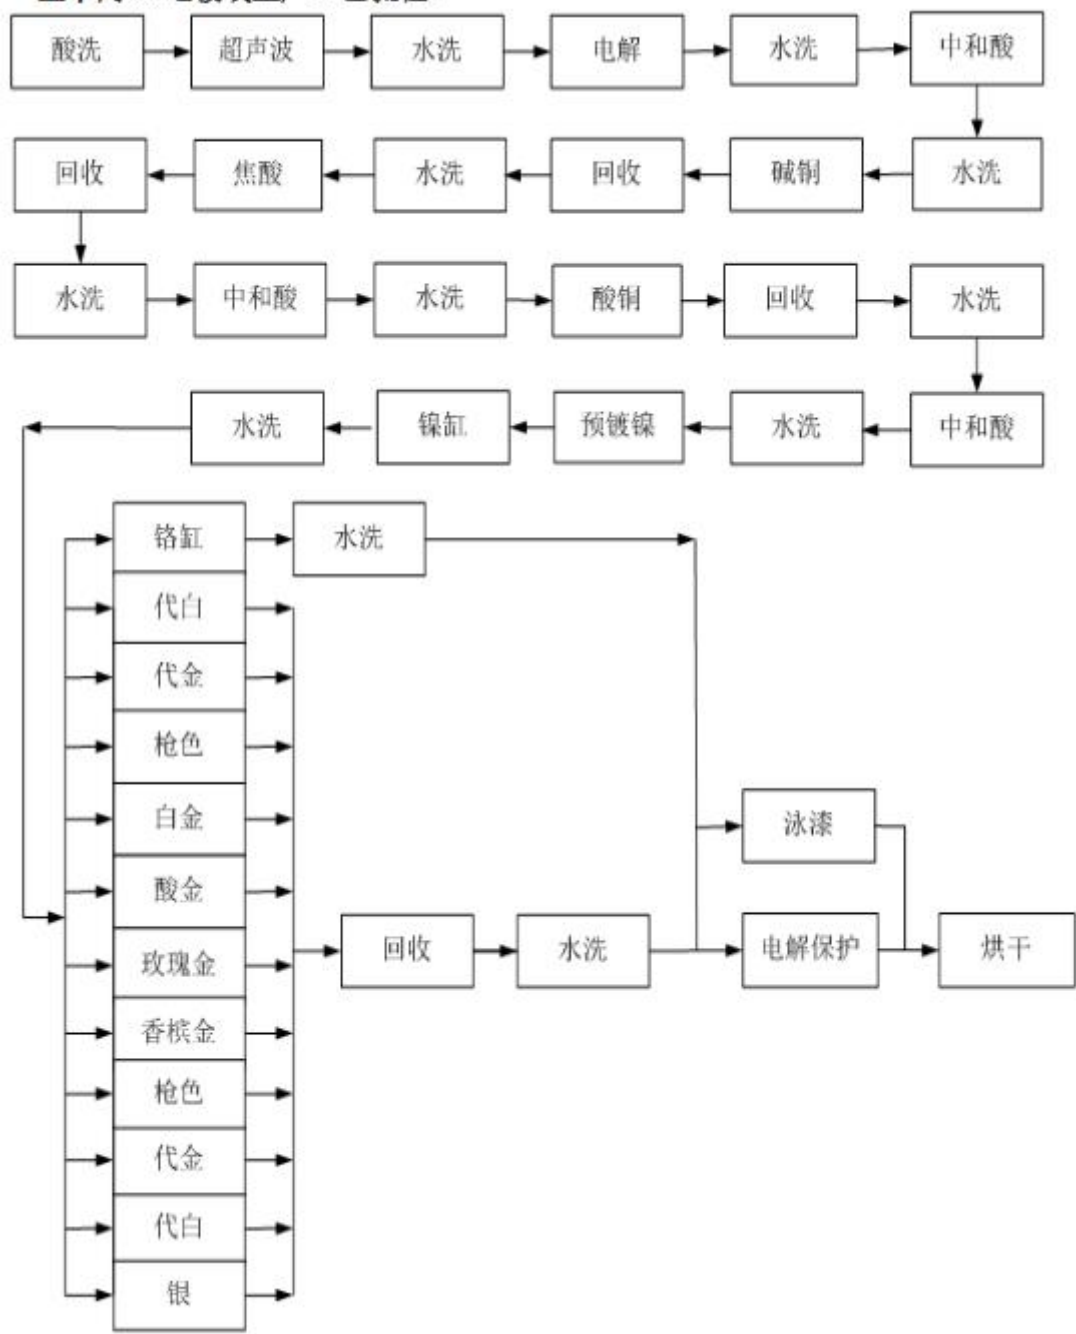 酸洗 超声波 水洗 电解 水洗 中和酸
回收 焦酸 水洗 回收 碱铜 水洗
水洗 中和酸 水洗 酸铜 回收 水洗
水洗 镍缸 预镀镍 水洗 中和酸
铬缸 水洗
代白
代金
枪色
白金 泳漆
酸金
回收 水洗 电解保护 烘干
玫瑰金
香槟金
枪色
代金
代白
银